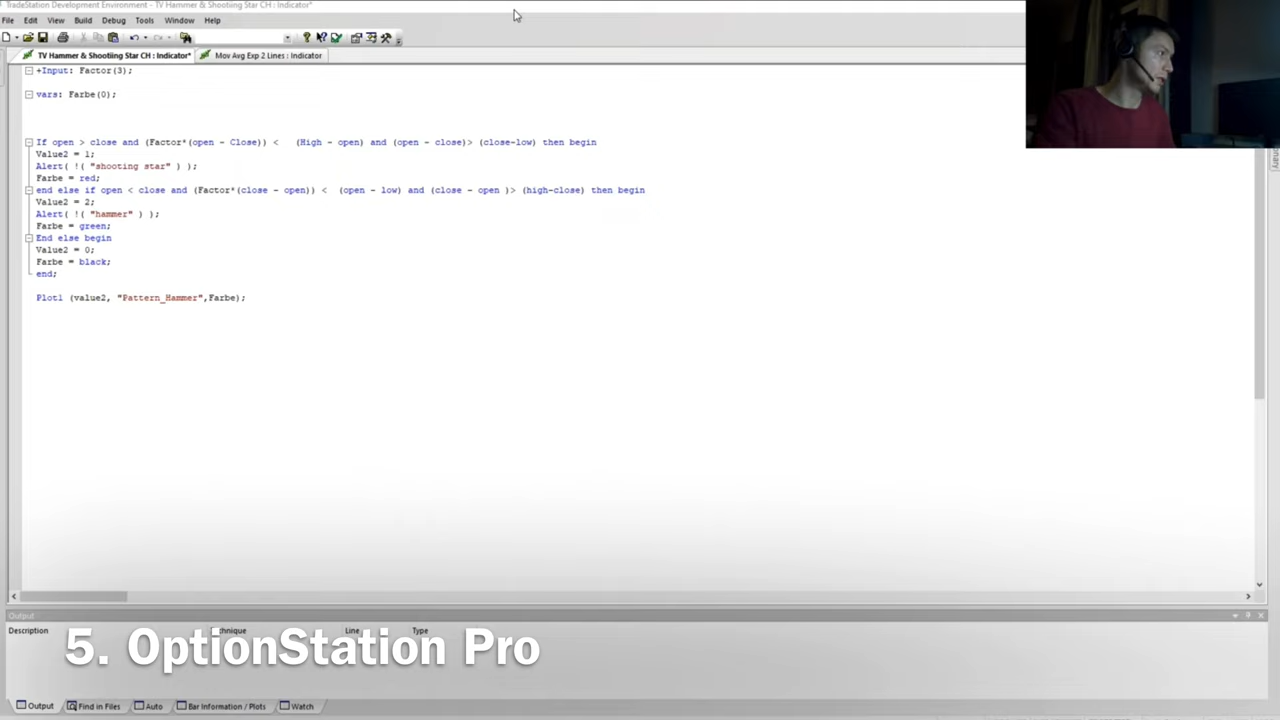 TradeStation Development Environment - TV Hammer & Shootiing Star CH : Indicator*
File Edit View Build Debug Tools Window Help
TV Hammer & Shootiing Star CH : Indicator* Mov Avg Exp 2 Lines : Indicator
+Input: Factor(3);
vars: Farbe(0);
If open > close and (Factor*(open - Close)) < (High - open) and (open - close)> (close-low) then begin
Value2 = 1;
Alert( !( "shooting star" ) );
Farbe = red;
end else if open < close and (Factor*(close - open)) < (open - low) and (close - open )> (high-close) then begin
Value2 = 2;
Alert( !( "hammer" ) );
Farbe = green;
End else begin
Value2 = 0;
Farbe = black;
end;
Plot1 (value2, "Pattern_Hammer",Farbe);
Output
Description Line Type
5. OptionStation Pro
Output Find in Files Auto Bar Information / Plots Watch